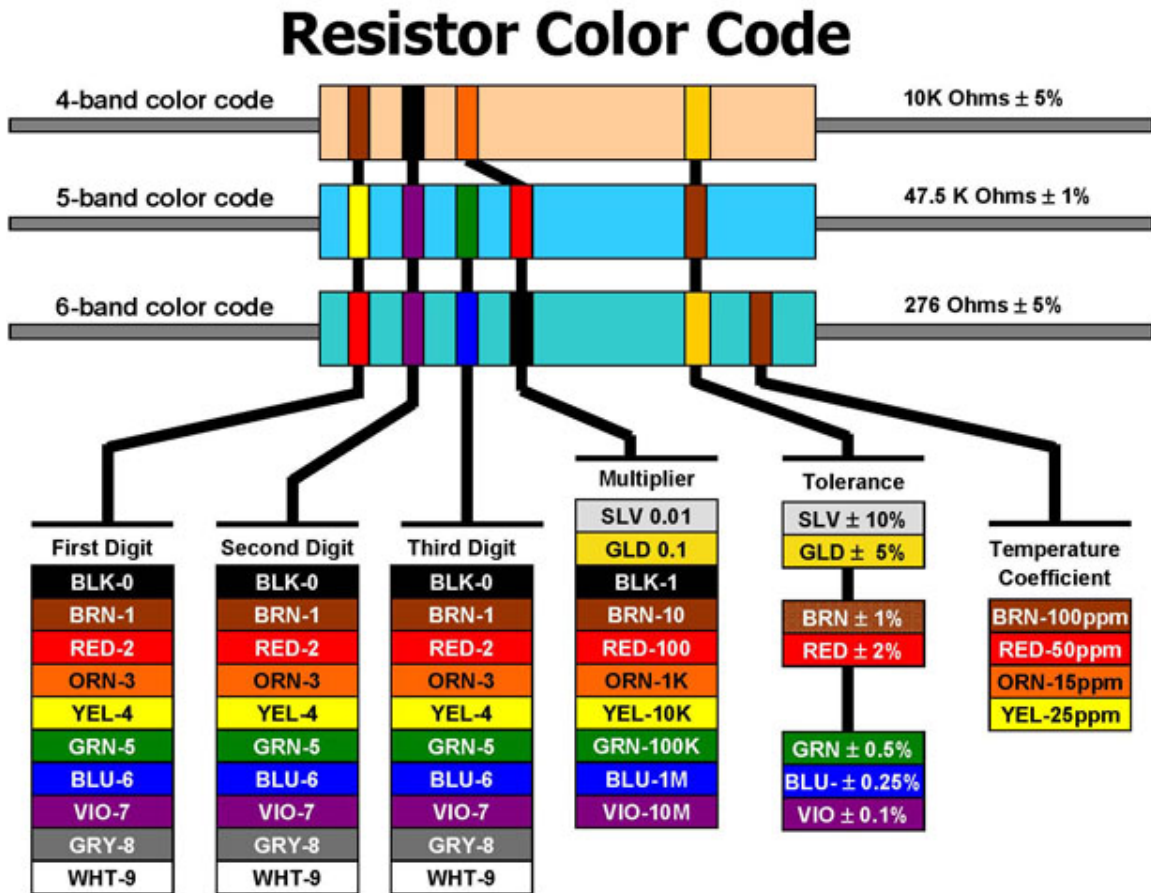 Resistor Color Code
4-band color code
10K Ohms ± 5%
5-band color code
47.5 K Ohms ± 1%
6-band color code
276 Ohms ± 5%
First Digit
BLK-0
BRN-1
RED-2
ORN-3
YEL-4
GRN-5
BLU-6
VIO-7
GRY-8
WHT-9
Second Digit
BLK-0
BRN-1
RED-2
ORN-3
YEL-4
GRN-5
BLU-6
VIO-7
GRY-8
WHT-9
Third Digit
BLK-0
BRN-1
RED-2
ORN-3
YEL-4
GRN-5
BLU-6
VIO-7
GRY-8
WHT-9
Multiplier
SLV 0.01
GLD 0.1
BLK-1
BRN-10
RED-100
ORN-1K
YEL-10K
GRN-100K
BLU-1M
VIO-10M
Tolerance
SLV ± 10%
GLD ± 5%
BRN ± 1%
RED ± 2%
GRN ± 0.5%
BLU- ± 0.25%
VIO ± 0.1%
Temperature
Coefficient
BRN-100ppm
RED-50ppm
ORN-15ppm
YEL-25ppm